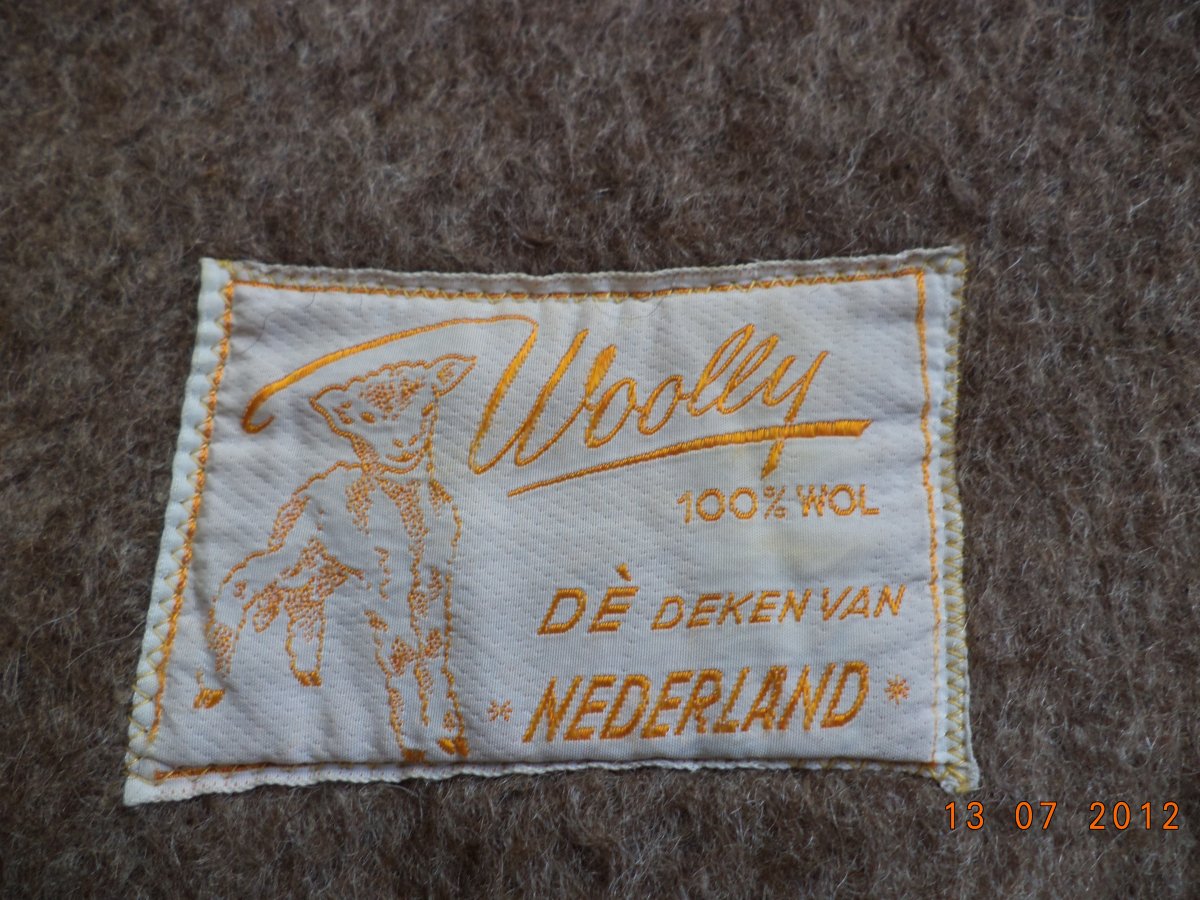 Woolly
100% WOL
DÈ DEKEN VAN
* NEDERLAND *
13 07 2012